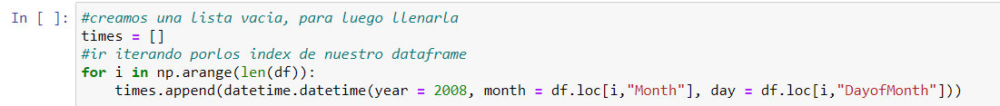 In [ ]: #creamos una lista vacia, para luego llenarla
times = []
#ir iterando porlos index de nuestro dataframe
for i in np.arange(len(df)):
    times.append(datetime.datetime(year = 2008, month = df.loc[i,"Month"], day = df.loc[i,"DayofMonth"]))